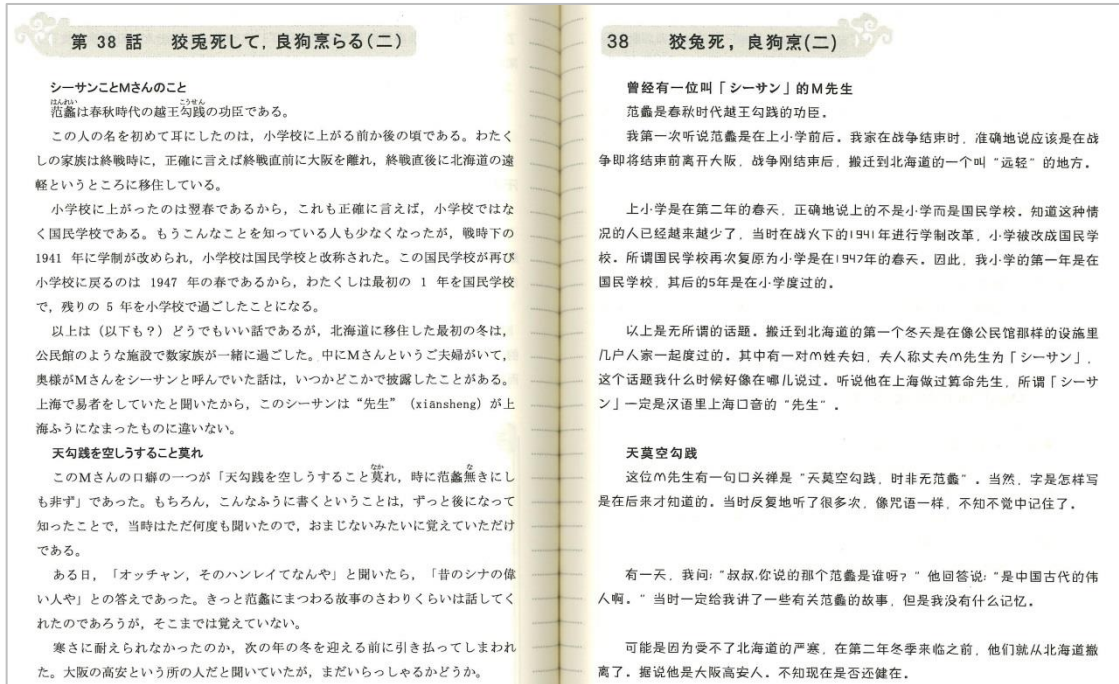 第 38 話 狡兎死して，良狗烹らる（二）
シーサンことＭさんのこと
はんれい こうせん
范蠡は春秋時代の越王勾践の功臣である。
この人の名を初めて耳にしたのは，小学校に上がる前か後の頃である。わたく
しの家族は終戦時に，正確に言えば終戦直前に大阪を離れ，終戦直後に北海道の遠
軽というところに移住している。
小学校に上がったのは翌春であるから，これも正確に言えば，小学校ではな
く国民学校である。もうこんなことを知っている人も少なくなったが，戦時下の
1941 年に学制が改められ，小学校は国民学校と改称された。この国民学校が再び
小学校に戻るのは 1947 年の春であるから，わたくしは最初の 1 年を国民学校
で，残りの 5 年を小学校で過ごしたことになる。
以上は（以下も？）どうでもいい話であるが，北海道に移住した最初の冬は，
公民館のような施設で数家族が一緒に過ごした。中にＭさんというご夫婦がいて，
奥様がＭさんをシーサンと呼んでいた話は，いつかどこかで披露したことがある。
上海で易者をしていたと聞いたから，このシーサンは“先生”（xiānsheng）が上
海ふうになまったものに違いない。
天勾践を空しうすること莫れ
なか な
このＭさんの口癖の一つが「天勾践を空しうすること莫れ，時に范蠡無きにし
も非ず」であった。もちろん，こんなふうに書くということは，ずっと後になって
知ったことで，当時はただ何度も聞いたので，おまじないみたいに覚えていただけ
である。
ある日，「オッチャン，そのハンレイてなんや」と聞いたら，「昔のシナの偉
い人や」との答えであった。きっと范蠡にまつわる故事のさわりくらいは話してく
れたのであろうが，そこまでは覚えていない。
寒さに耐えられなかったのか，次の年の冬を迎える前に引き払ってしまわれ
た。大阪の高安という所の人だと聞いていたが，まだいらっしゃるかどうか。
38 狡兔死，良狗烹(二)
曾经有一位叫「シーサン」的M先生
范蠡是春秋时代越王勾践的功臣。
我第一次听说范蠡是在上小学前后。我家在战争结束时，准确地说应该是在战
争即将结束前离开大阪，战争刚结束后，搬迁到北海道的一个叫“远轻”的地方。
上小学是在第二年的春天，正确地说上的不是小学而是国民学校。知道这种情
况的人已经越来越少了，当时在战火下的1941年进行学制改革，小学被改成国民学
校。所谓国民学校再次复原为小学是在1947年的春天。因此，我小学的第一年是在
国民学校，其后的5年是在小学度过的。
以上是无所谓的话题。搬迁到北海道的第一个冬天是在像公民馆那样的设施里
几户人家一起度过的。其中有一对M姓夫妇，夫人称丈夫M先生为「シーサン」，
这个话题我什么时候好像在哪儿说过。听说他在上海做过算命先生，所谓「シーサ
ン」一定是汉语里上海口音的“先生”。
天莫空勾践
这位M先生有一句口头禅是“天莫空勾践，时非无范蠡”。当然，字是怎样写
是在后来才知道的。当时反复地听了很多次，像咒语一样，不知不觉中记住了。
有一天，我问:“叔叔,你说的那个范蠡是谁呀？”他回答说:“是中国古代的伟
人啊。”当时一定给我讲了一些有关范蠡的故事，但是我没有什么记忆。
可能是因为受不了北海道的严寒，在第二年冬季来临之前，他们就从北海道撤
离了。据说他是大阪高安人。不知现在是否还健在。